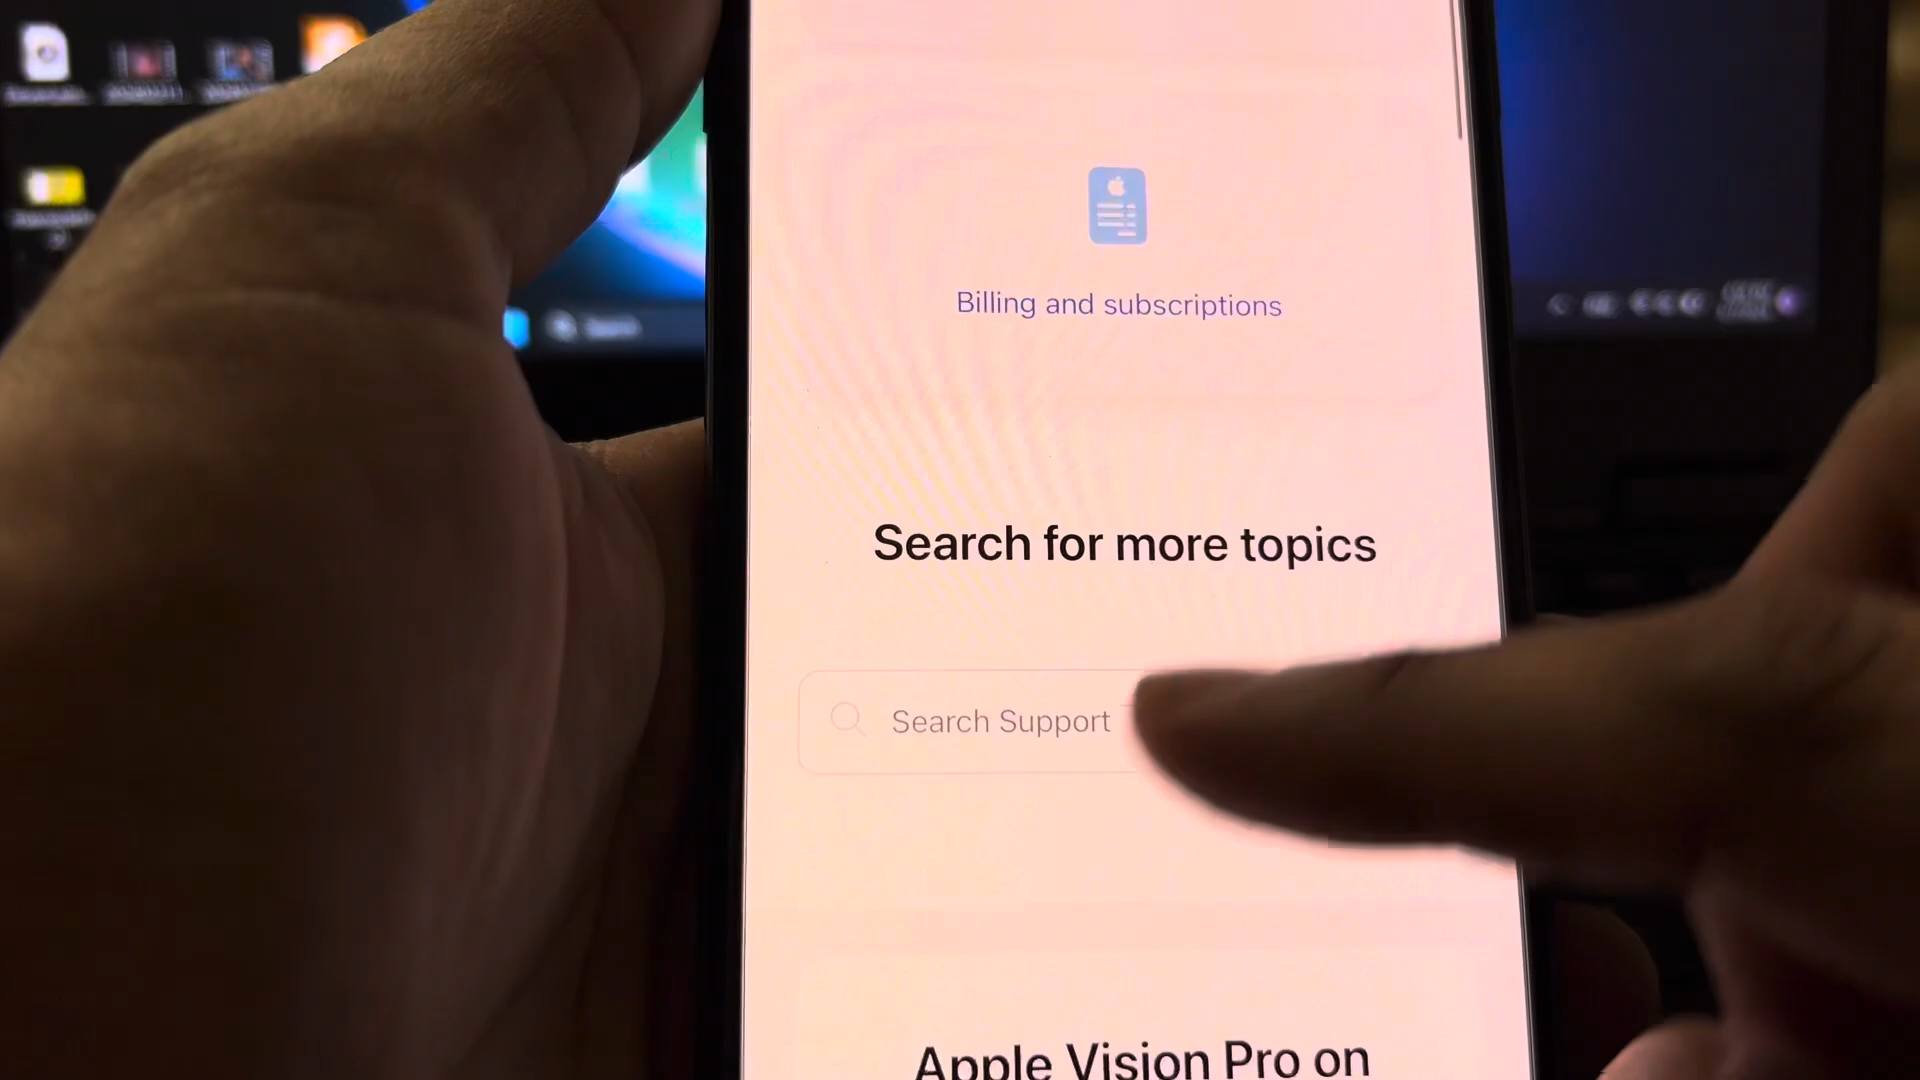 Billing and subscriptions
Search for more topics
Search Support
Apple Vision Pro on